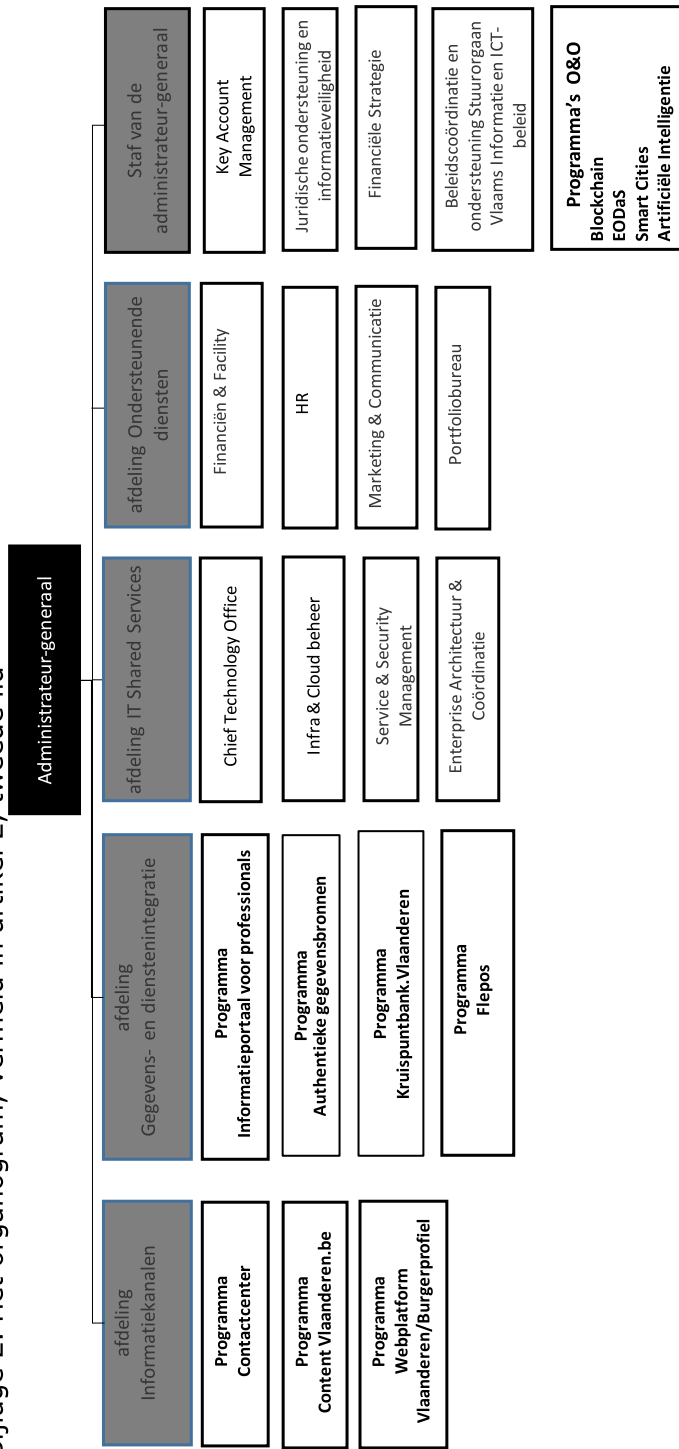 Bijlage 2. Het organogram, vermeld in artikel 2, tweede lid
Administrateur-generaal
afdeling
Informatiekanalen
Programma
Contactcenter
Programma
Content Vlaanderen.be
Programma
Webplatform
Vlaanderen/Burgerprofiel
afdeling
Gegevens- en dienstenintegratie
Programma
Informatieportaal voor professionals
Programma
Authentieke gegevensbronnen
Programma
Kruispuntbank.Vlaanderen
Programma
Flepos
afdeling IT Shared Services
Chief Technology Office
Infra & Cloud beheer
Service & Security
Management
Enterprise Architectuur &
Coördinatie
afdeling Ondersteunende
diensten
Financiën & Facility
HR
Marketing & Communicatie
Portfoliobureau
Staf van de
administrateur-generaal
Key Account
Management
Juridische ondersteuning en
informatieveiligheid
Financiële Strategie
Beleidscoördinatie en
ondersteuning Stuurorgaan
Vlaams Informatie en ICT-
beleid
Programma's O&O
Blockchain
EODaS
Smart Cities
Artificiële Intelligentie